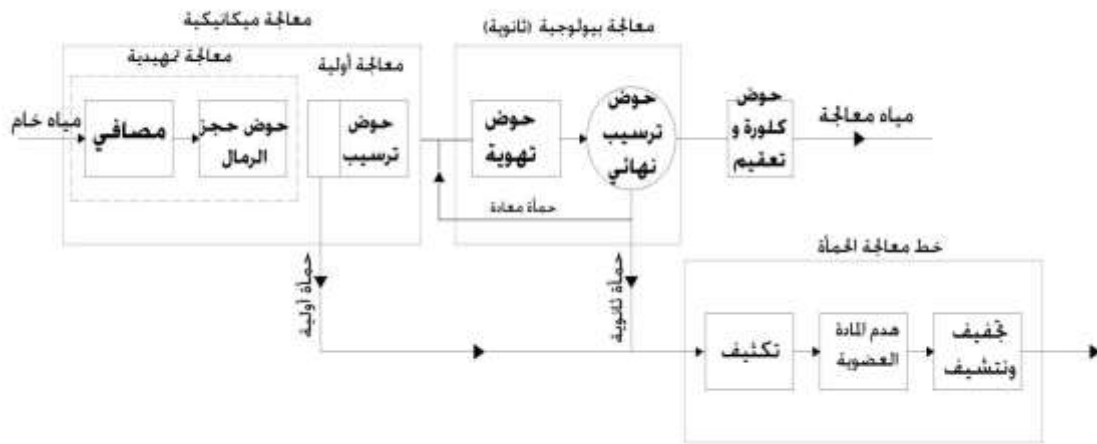 معالجة ميكانيكية
معالجة بيولوجية (ثانوية)
معالجة تمهيدية
معالجة أولية
مياه خام
مصافي
حوض حجز
الرمال
حوض
ترسيب
حوض
تهوية
حوض
ترسيب
نهائي
حوض
كلورة و
تعقيم
مياه معالجة
حمأة معادة
حمأة أولية
حمأة ثانوية
خط معالجة الحمأة
تكثيف
هدم المادة
العضوية
تجفيف
ونتشيف